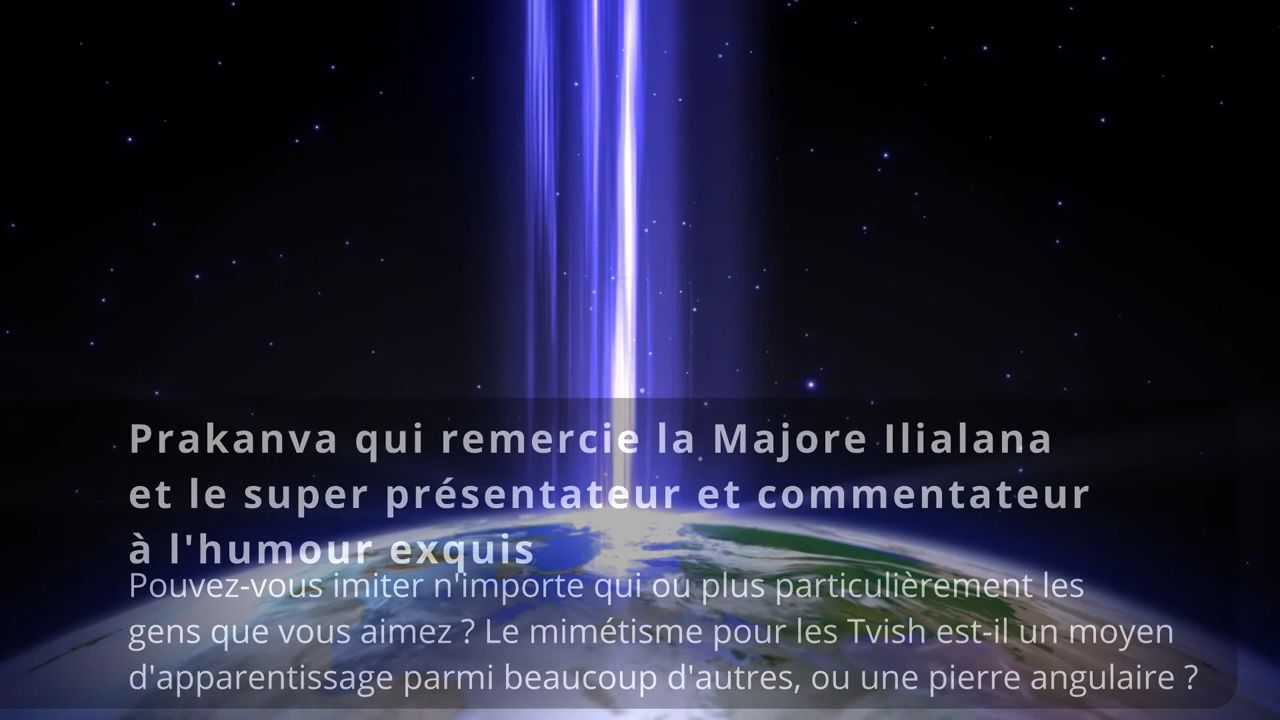 Prakanva qui remercie la Majore Ilialana
et le super présentateur et commentateur
à l'humour exquis
Pouvez-vous imiter n'importe qui ou plus particulièrement les
gens que vous aimez ? Le mimétisme pour les Tvish est-il un moyen
d'apparentissage parmi beaucoup d'autres, ou une pierre angulaire ?